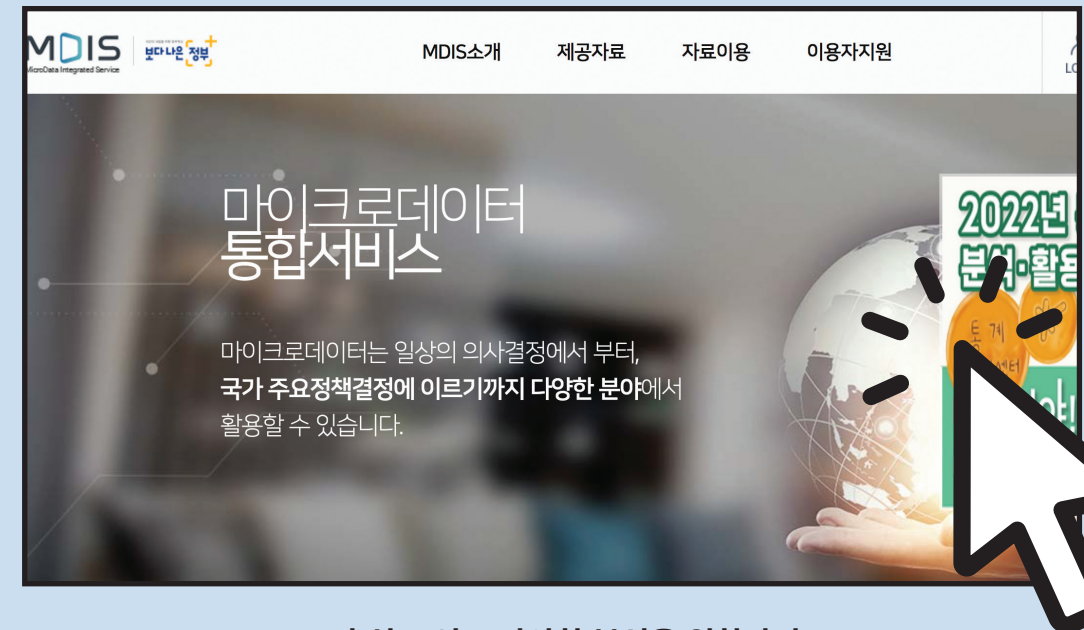 MDIS
MicroData Integrated Service
보다나은 정부
MDIS소개 제공자료 자료이용 이용자지원
마이크로데이터
통합서비스
마이크로데이터는 일상의 의사결정에서 부터,
국가 주요정책결정에 이르기까지 다양한 분야에서
활용할 수 있습니다.
2022년
분석·활용
통계